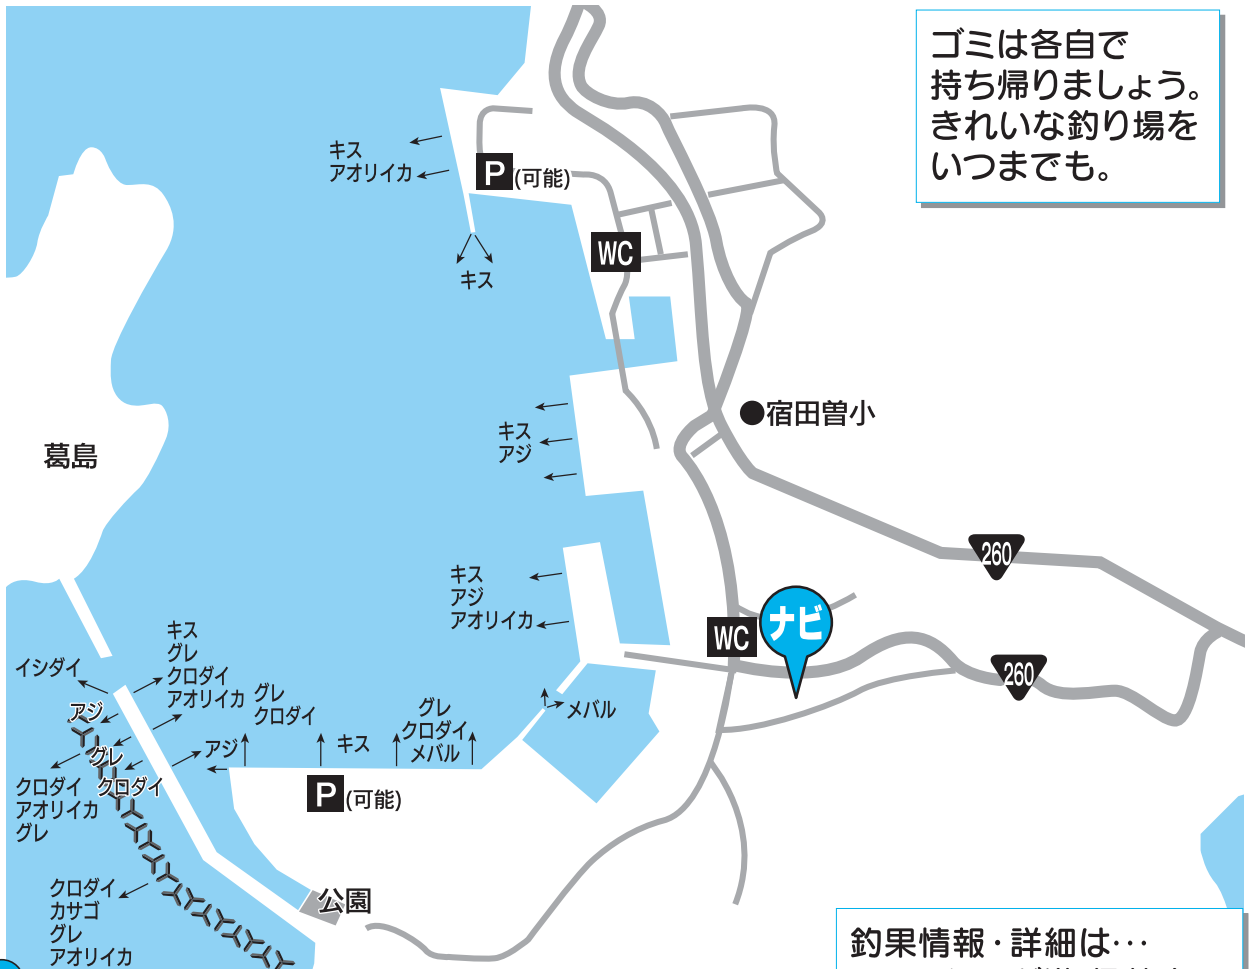 ゴミは各自で
持ち帰りましょう。
きれいな釣り場を
いつまでも。
キス
アオリイカ
P
(可能)
WC
キス
宿田曽小
キス
アジ
葛島
260
キス
アジ
アオリイカ
WC
ナビ
260
キス
グレ
クロダイ
アオリイカ
イシダイ
グレ
クロダイ
グレ
クロダイ
メバル
メバル
アジ
アジ
キス
グレ
クロダイ
クロダイ
アオリイカ
グレ
P
(可能)
クロダイ
カサゴ
グレ
アオリイカ
公園
釣果情報・詳細は…